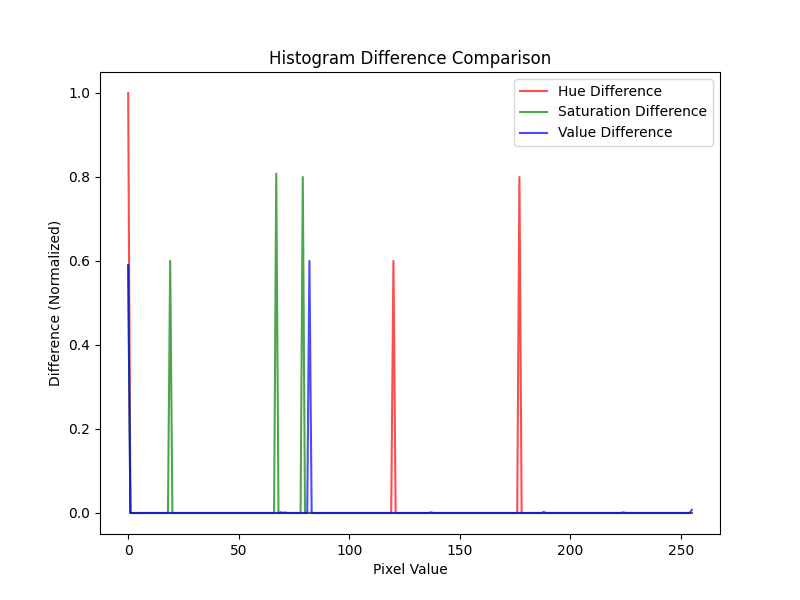 Histogram Difference Comparison
Hue Difference
Saturation Difference
Value Difference
Difference (Normalized)
1.0
0.8
0.6
0.4
0.2
0.0
0 50 100 150 200 250
Pixel Value